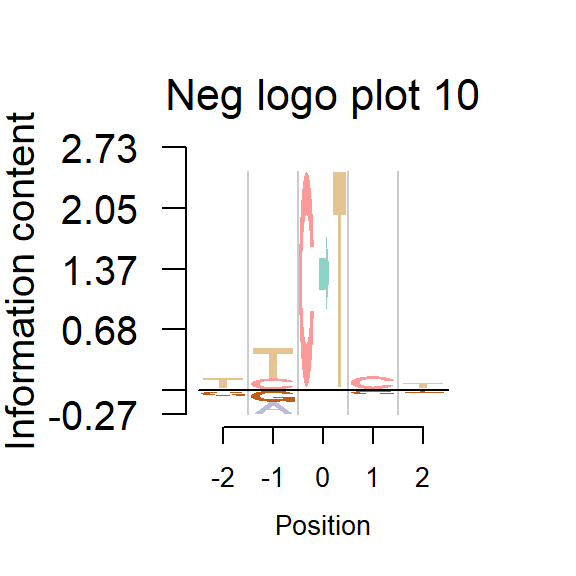 Neg logo plot 10
Information content
2.73
2.05
1.37
0.68
-0.27
T
G
T
C
G
A
C
T
C
T
-2 -1 0 1 2
Position